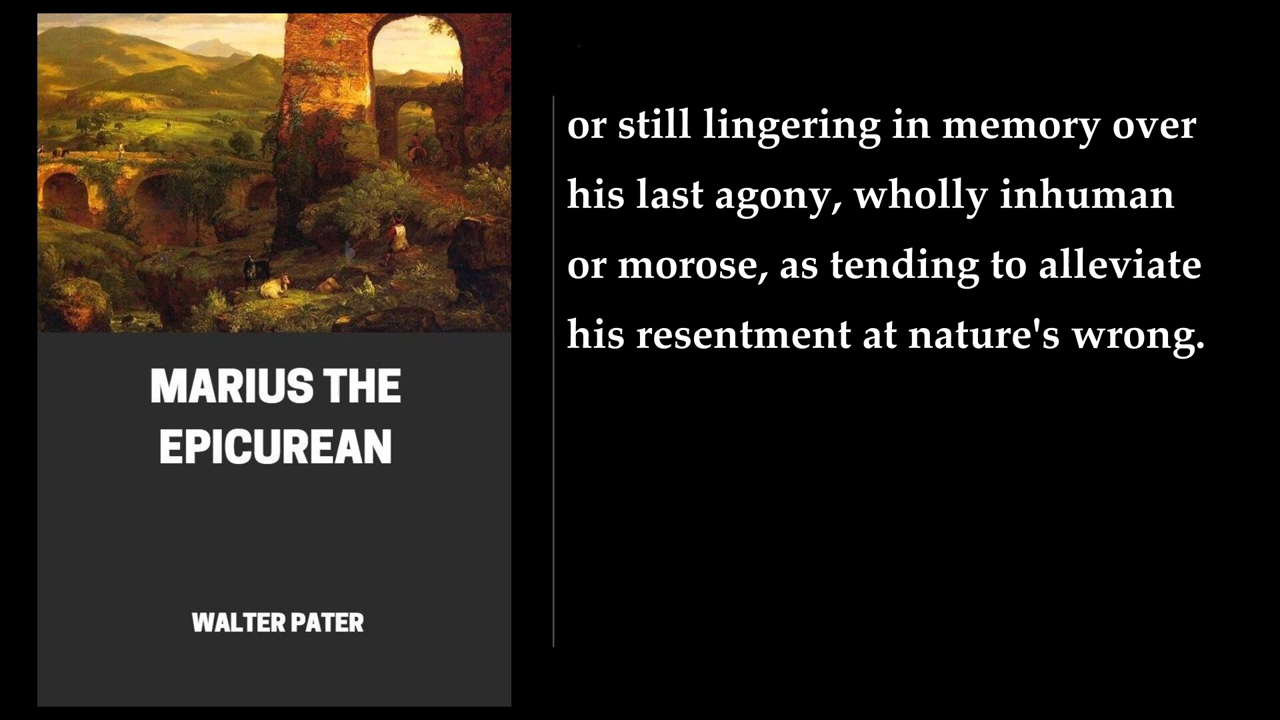 MARIUS THE
EPICUREAN
WALTER PATER
or still lingering in memory over
his last agony, wholly inhuman
or morose, as tending to alleviate
his resentment at nature's wrong.